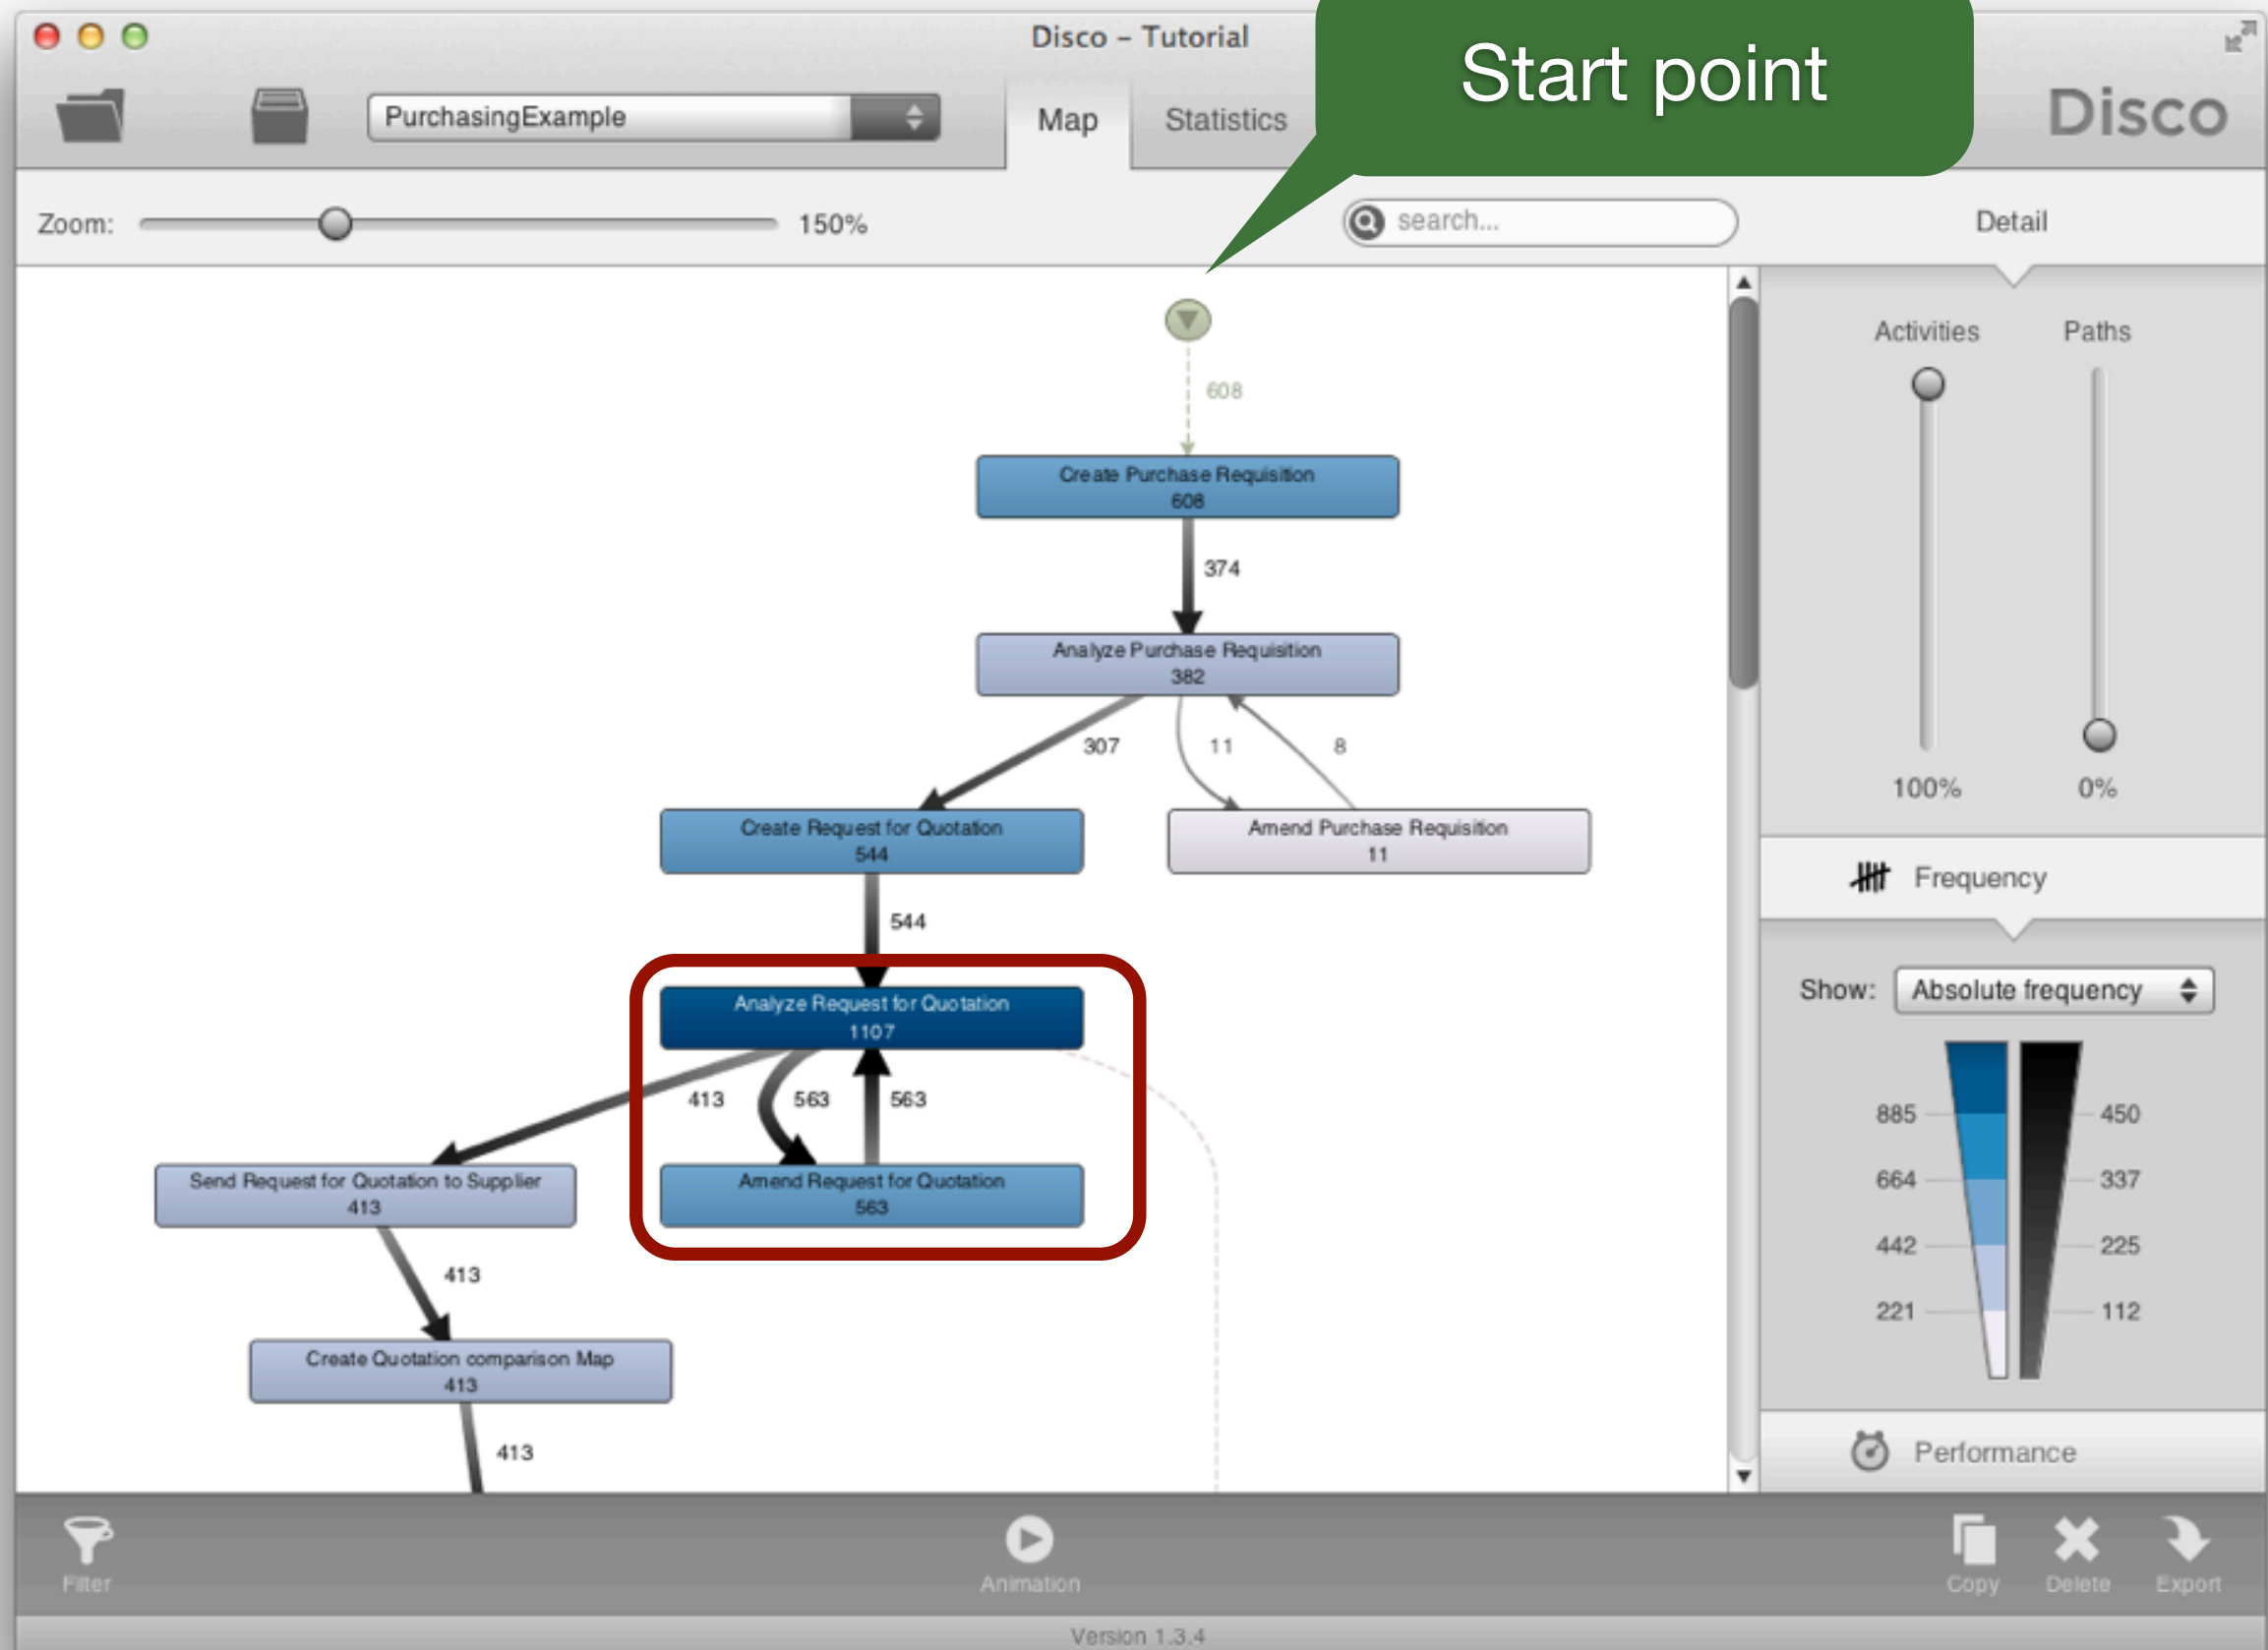 Disco – Tutorial
Start point
PurchasingExample
Map
Statistics
Disco
Zoom:
150%
search...
Detail
Activities
Paths
100%
0%
608
Create Purchase Requisition
608
374
Analyze Purchase Requisition
382
307
11
8
Create Request for Quotation
544
Amend Purchase Requisition
11
544
Analyze Request for Quotation
1107
413
563
563
Send Request for Quotation to Supplier
413
Amend Request for Quotation
563
413
Create Quotation comparison Map
413
413
Frequency
Show:
Absolute frequency
885
450
664
337
442
225
221
112
Performance
Filter
Animation
Copy
Delete
Export
Version 1.3.4